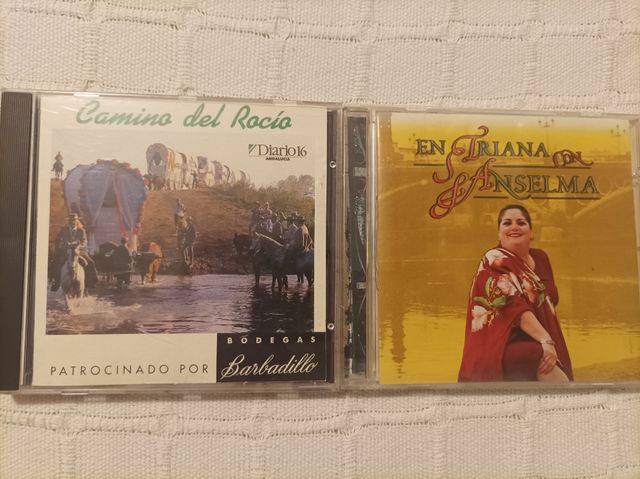 Camino del Rocío
Diario16
ANDALUCIA
BODEGAS
PATROCINADO POR Barbadillo
EN TRIANA CON
ANSELMA